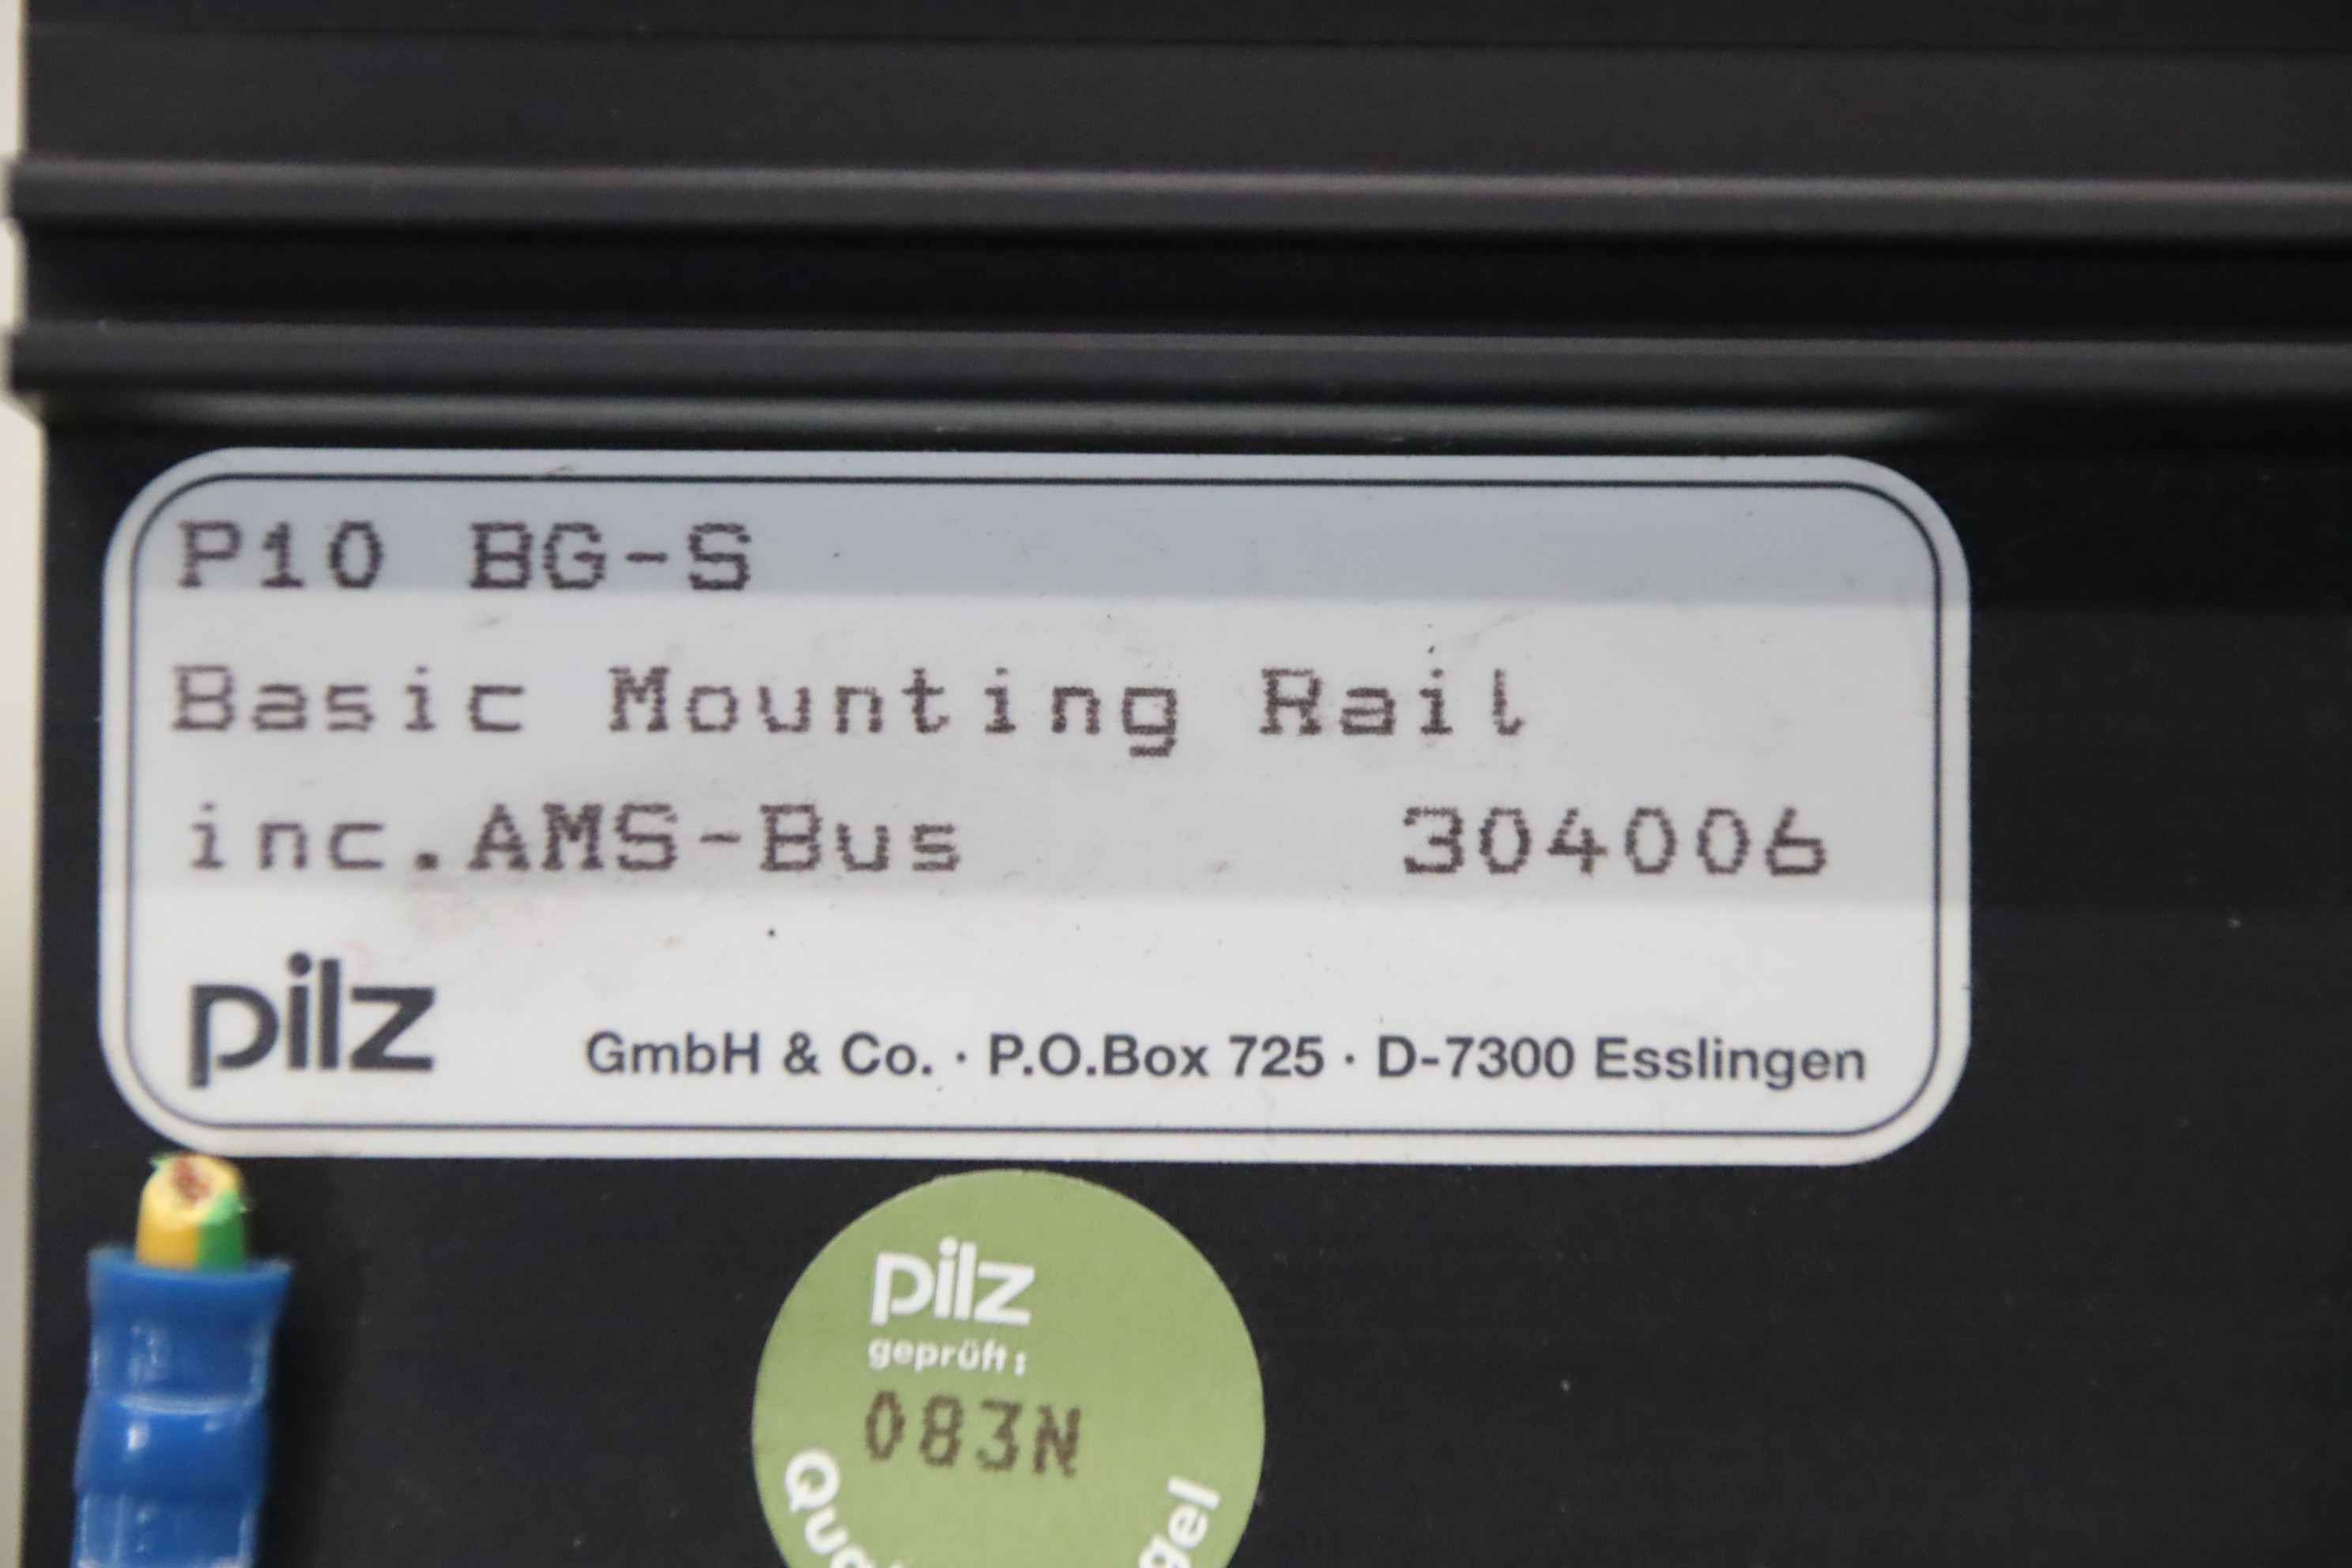 P10 BG-S
Basic Mounting Rail
inc.AMS-Bus 304006
pilz
GmbH & Co. · P.O.Box 725 · D-7300 Esslingen
pilz
geprüft:
083N